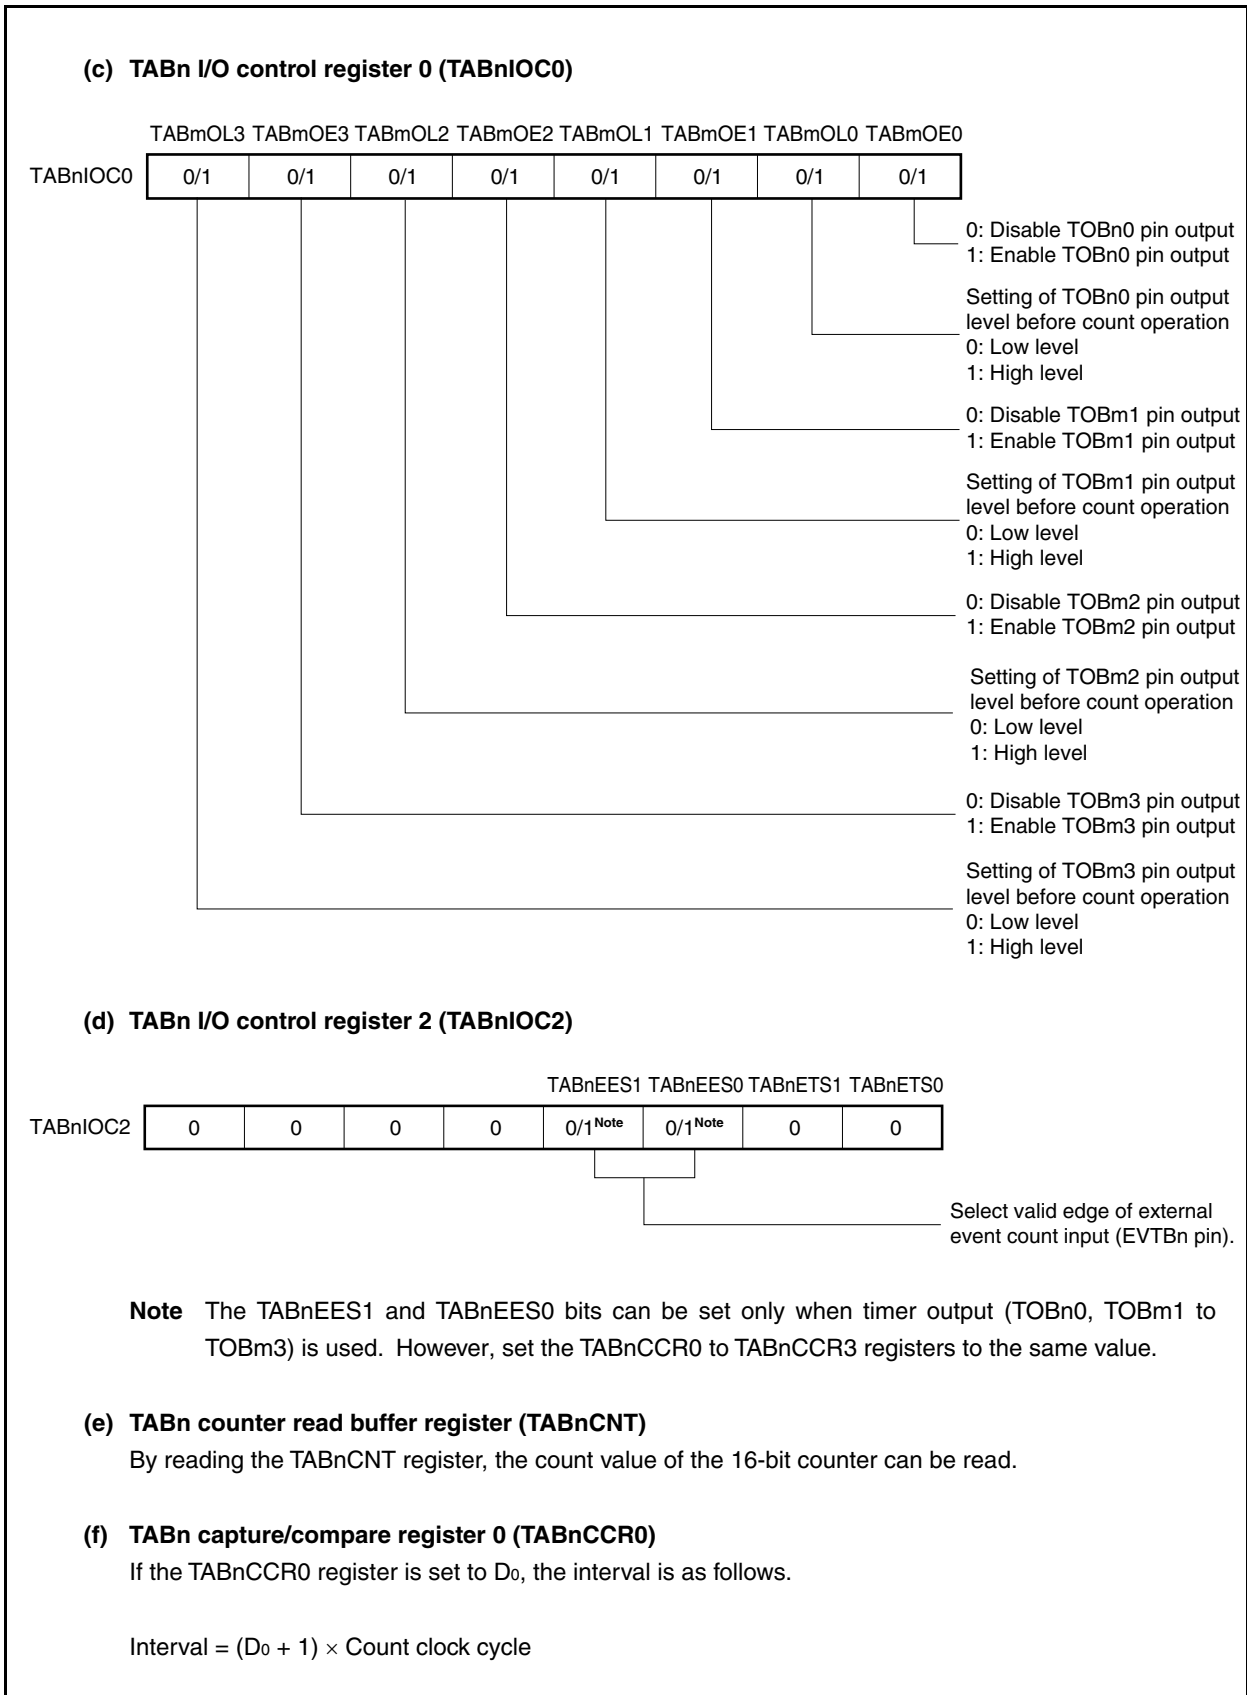 (c) TABn I/O control register 0 (TABnIOC0)
TABmOL3 TABmOE3 TABmOL2 TABmOE2 TABmOL1 TABmOE1 TABmOL0 TABmOE0
TABnIOC0 0/1 0/1 0/1 0/1 0/1 0/1 0/1 0/1
0: Disable TOBn0 pin output
1: Enable TOBn0 pin output
Setting of TOBn0 pin output
level before count operation
0: Low level
1: High level
0: Disable TOBm1 pin output
1: Enable TOBm1 pin output
Setting of TOBm1 pin output
level before count operation
0: Low level
1: High level
0: Disable TOBm2 pin output
1: Enable TOBm2 pin output
Setting of TOBm2 pin output
level before count operation
0: Low level
1: High level
0: Disable TOBm3 pin output
1: Enable TOBm3 pin output
Setting of TOBm3 pin output
level before count operation
0: Low level
1: High level
(d) TABn I/O control register 2 (TABnIOC2)
TABnEES1 TABnEES0 TABnETS1 TABnETS0
TABnIOC2 0 0 0 0 0/1Note 0/1Note 0 0
Select valid edge of external
event count input (EVTBn pin).
Note The TABnEES1 and TABnEES0 bits can be set only when timer output (TOBn0, TOBm1 to
TOBm3) is used. However, set the TABnCCR0 to TABnCCR3 registers to the same value.
(e) TABn counter read buffer register (TABnCNT)
By reading the TABnCNT register, the count value of the 16-bit counter can be read.
(f) TABn capture/compare register 0 (TABnCCR0)
If the TABnCCR0 register is set to D0, the interval is as follows.
Interval = (D0 + 1) × Count clock cycle